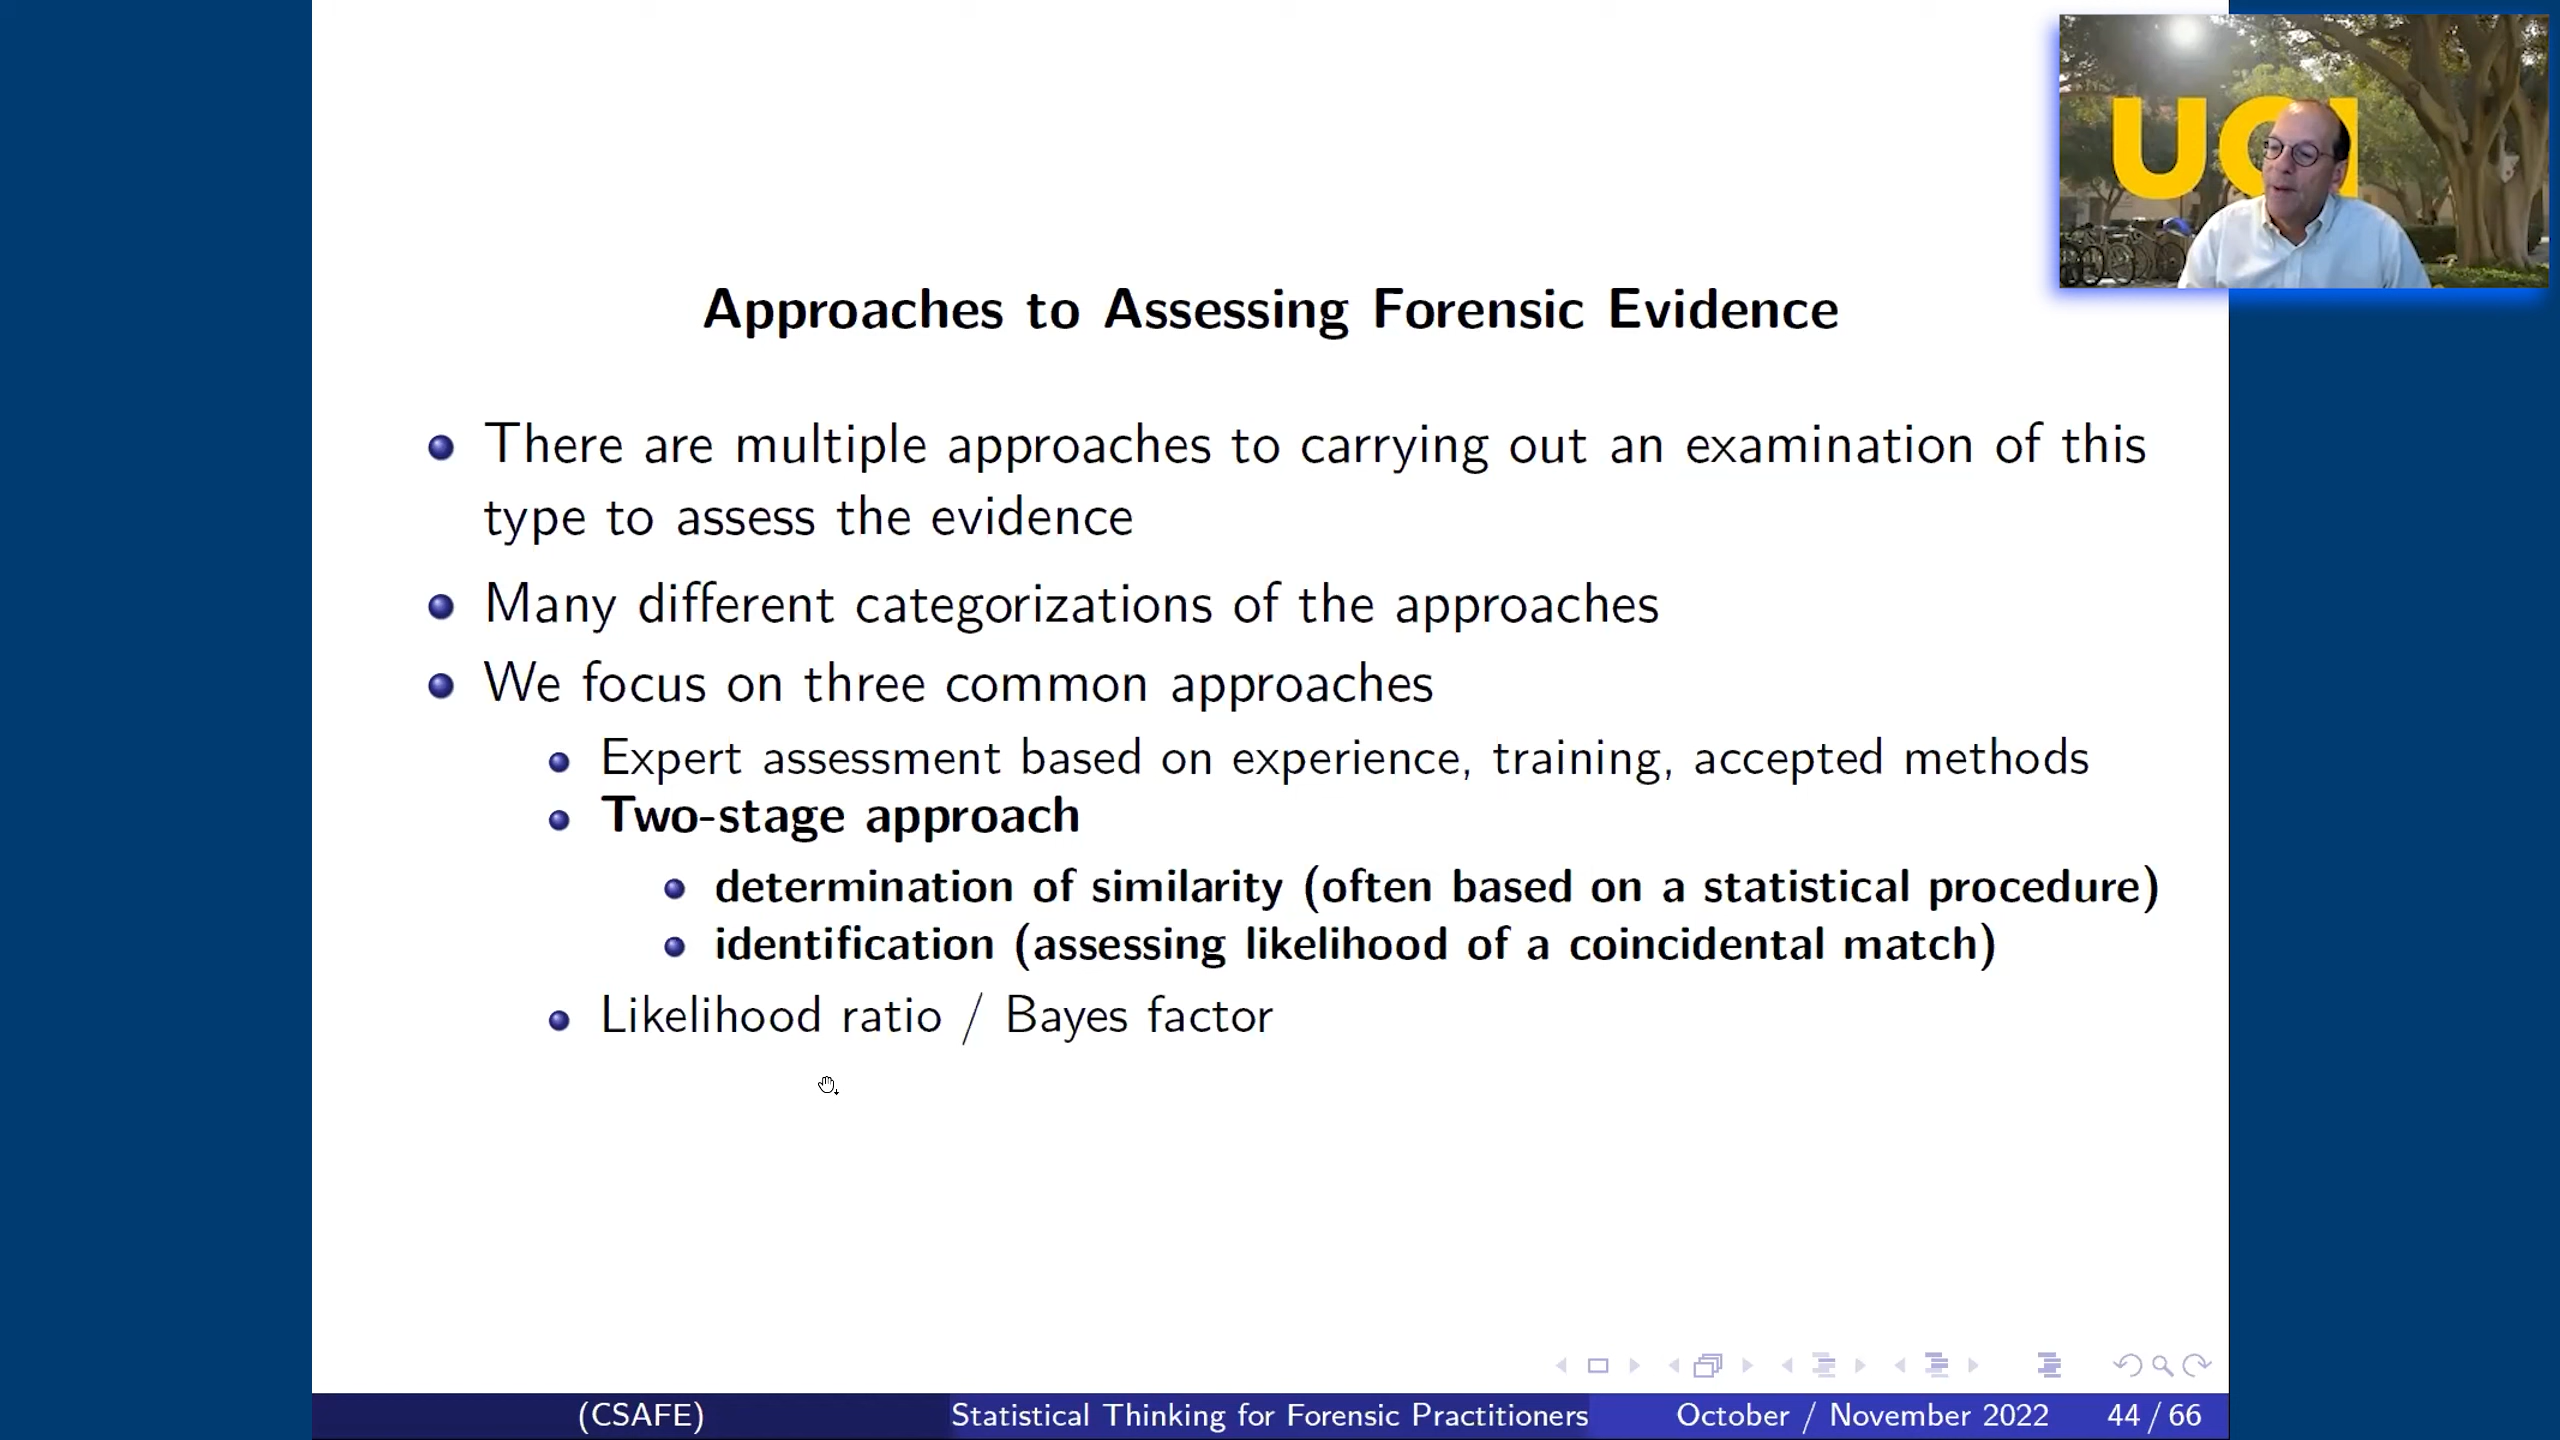 UCI
Approaches to Assessing Forensic Evidence
There are multiple approaches to carrying out an examination of this
type to assess the evidence
Many different categorizations of the approaches
We focus on three common approaches
Expert assessment based on experience, training, accepted methods
Two-stage approach
determination of similarity (often based on a statistical procedure)
identification (assessing likelihood of a coincidental match)
Likelihood ratio / Bayes factor
(CSAFE) Statistical Thinking for Forensic Practitioners October / November 2022 44 / 66